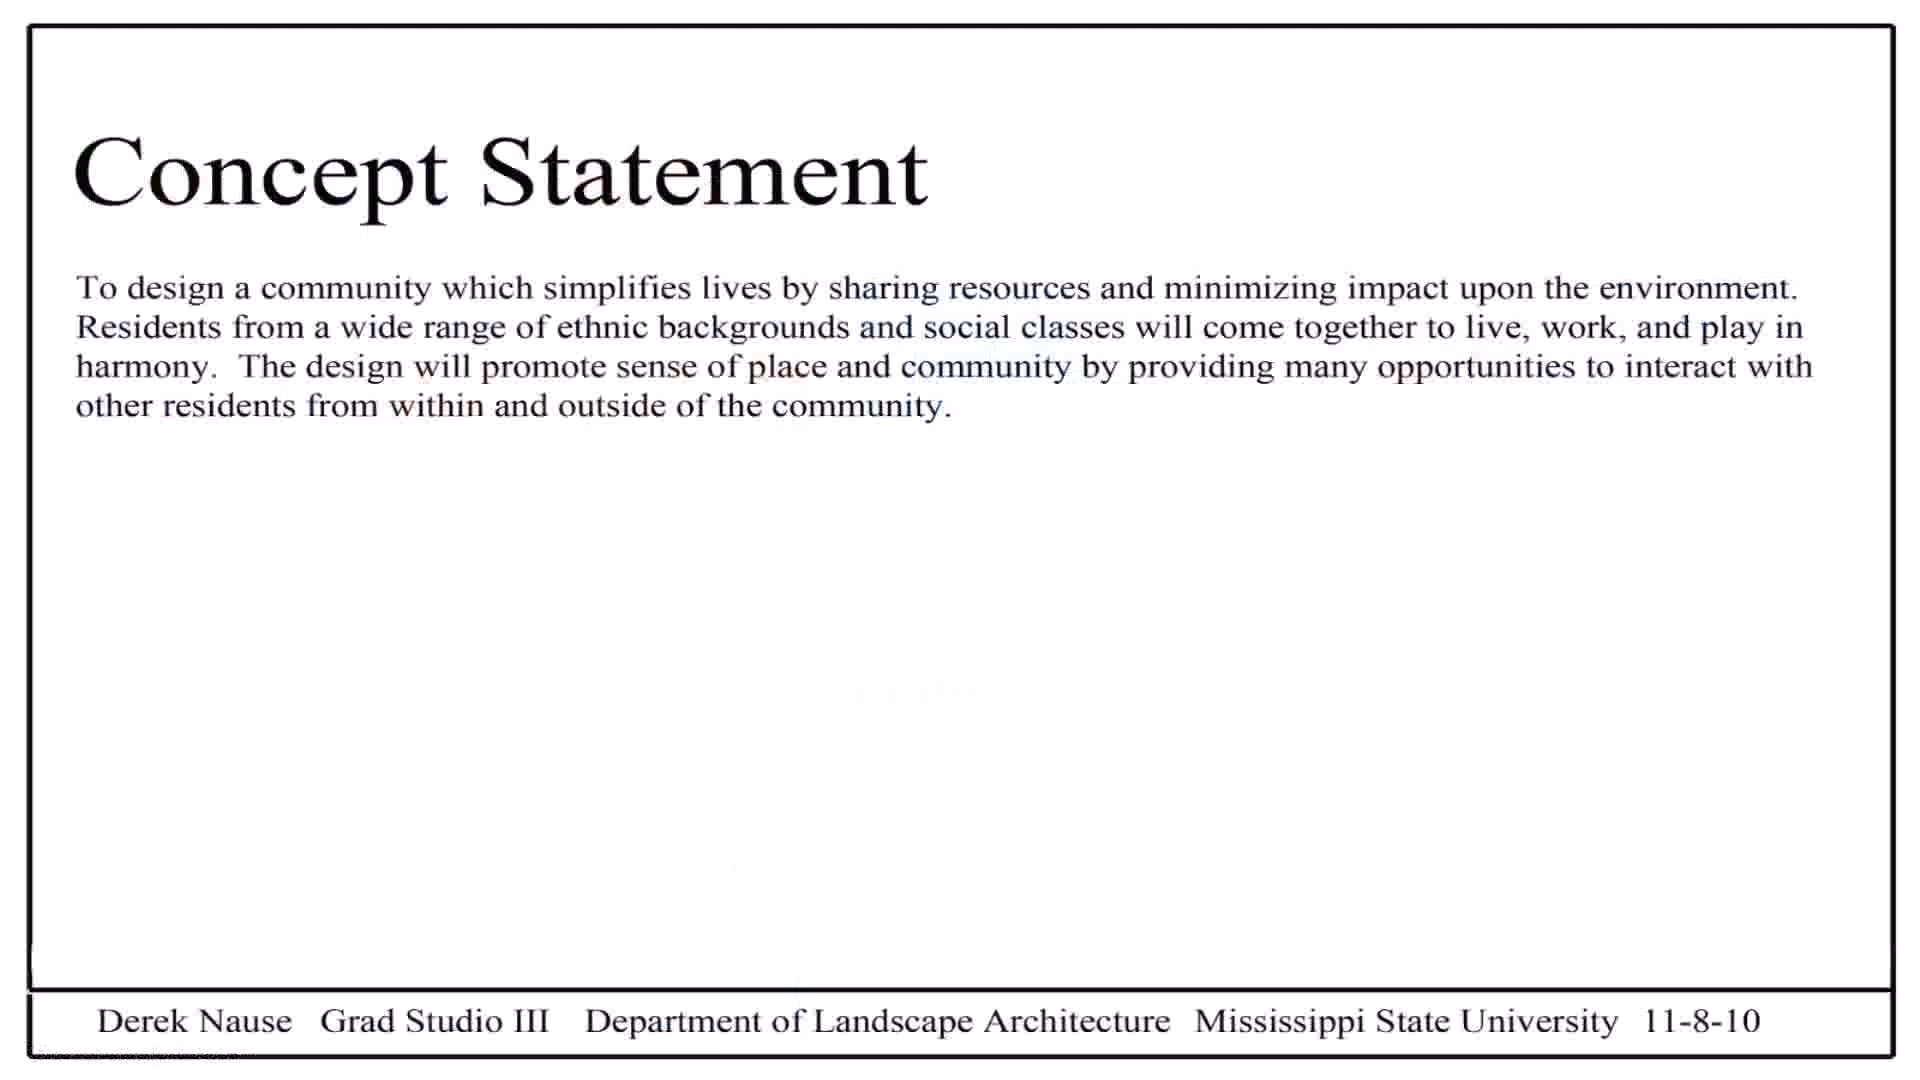 Concept Statement
To design a community which simplifies lives by sharing resources and minimizing impact upon the environment.
Residents from a wide range of ethnic backgrounds and social classes will come together to live, work, and play in
harmony.  The design will promote sense of place and community by providing many opportunities to interact with
other residents from within and outside of the community.
Derek Nause   Grad Studio III   Department of Landscape Architecture   Mississippi State University   11-8-10